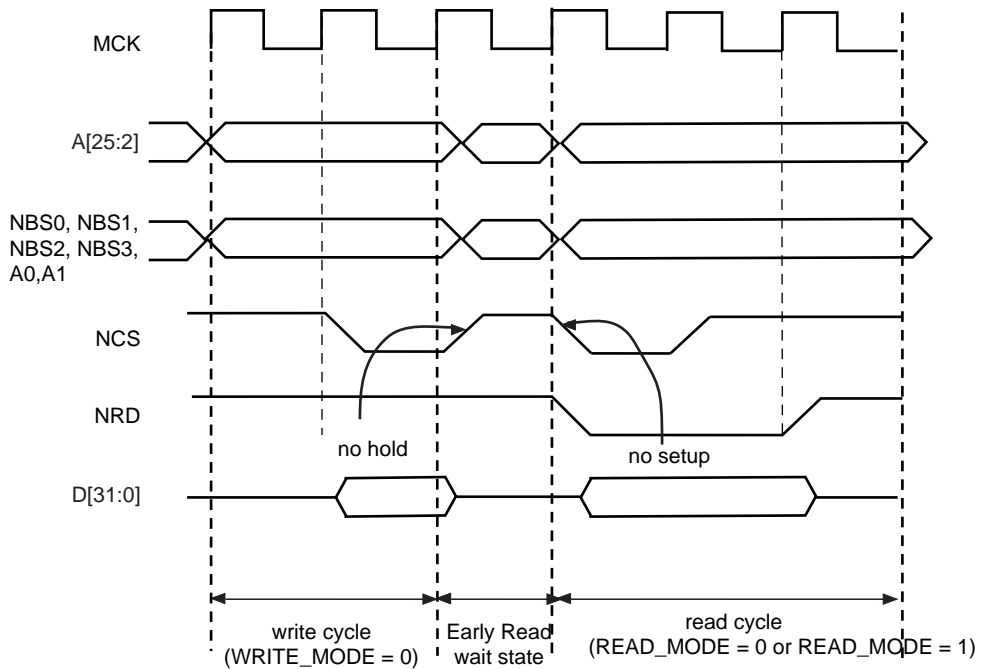 MCK
A[25:2]
NBS0, NBS1,
NBS2, NBS3,
A0,A1
NCS
NRD
no hold
no setup
D[31:0]
write cycle
(WRITE_MODE = 0)
Early Read
wait state
read cycle
(READ_MODE = 0 or READ_MODE = 1)